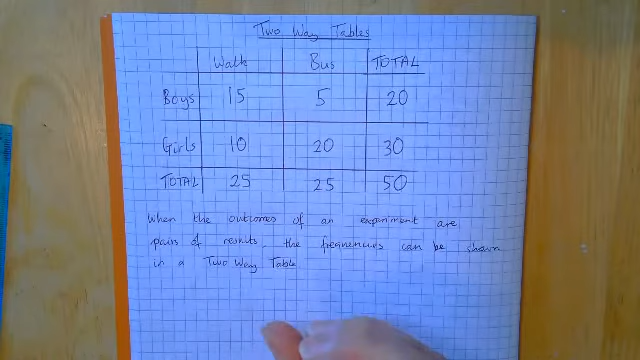 Two Way Tables
Walk Bus TOTAL
Boys 15 5 20
Girls 10 20 30
TOTAL 25 25 50
When the outcomes of an experiment are
pairs of results, the frequencies can be shown
in a Two Way Table